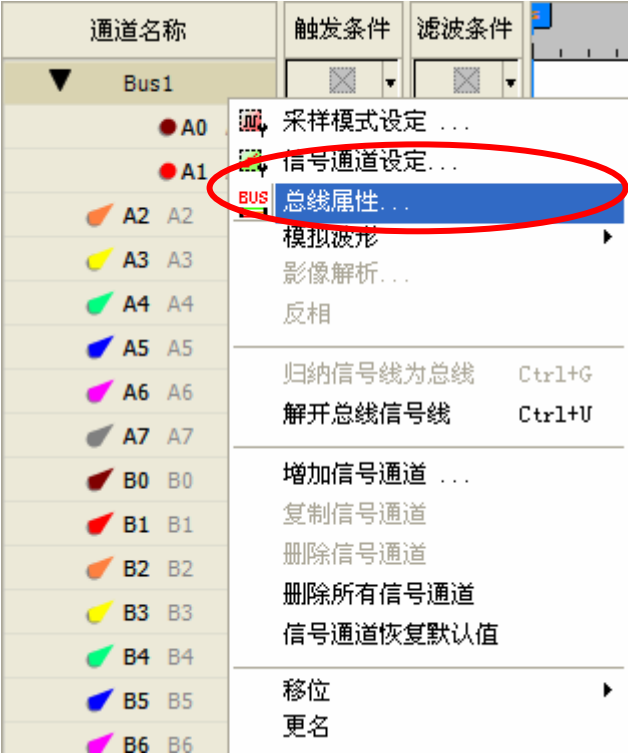 通道名称 触发条件 滤波条件
Bus1
A0
A1
A2 A2
A3 A3
A4 A4
A5 A5
A6 A6
A7 A7
B0 B0
B1 B1
B2 B2
B3 B3
B4 B4
B5 B5
B6 B6
采样模式设定 ...
信号通道设定...
BUS 总线属性...
模拟波形
影像解析...
反相
归纳信号线为总线 Ctrl+G
解开总线信号线 Ctrl+U
增加信号通道 ...
复制信号通道
删除信号通道
删除所有信号通道
信号通道恢复默认值
移位
更名